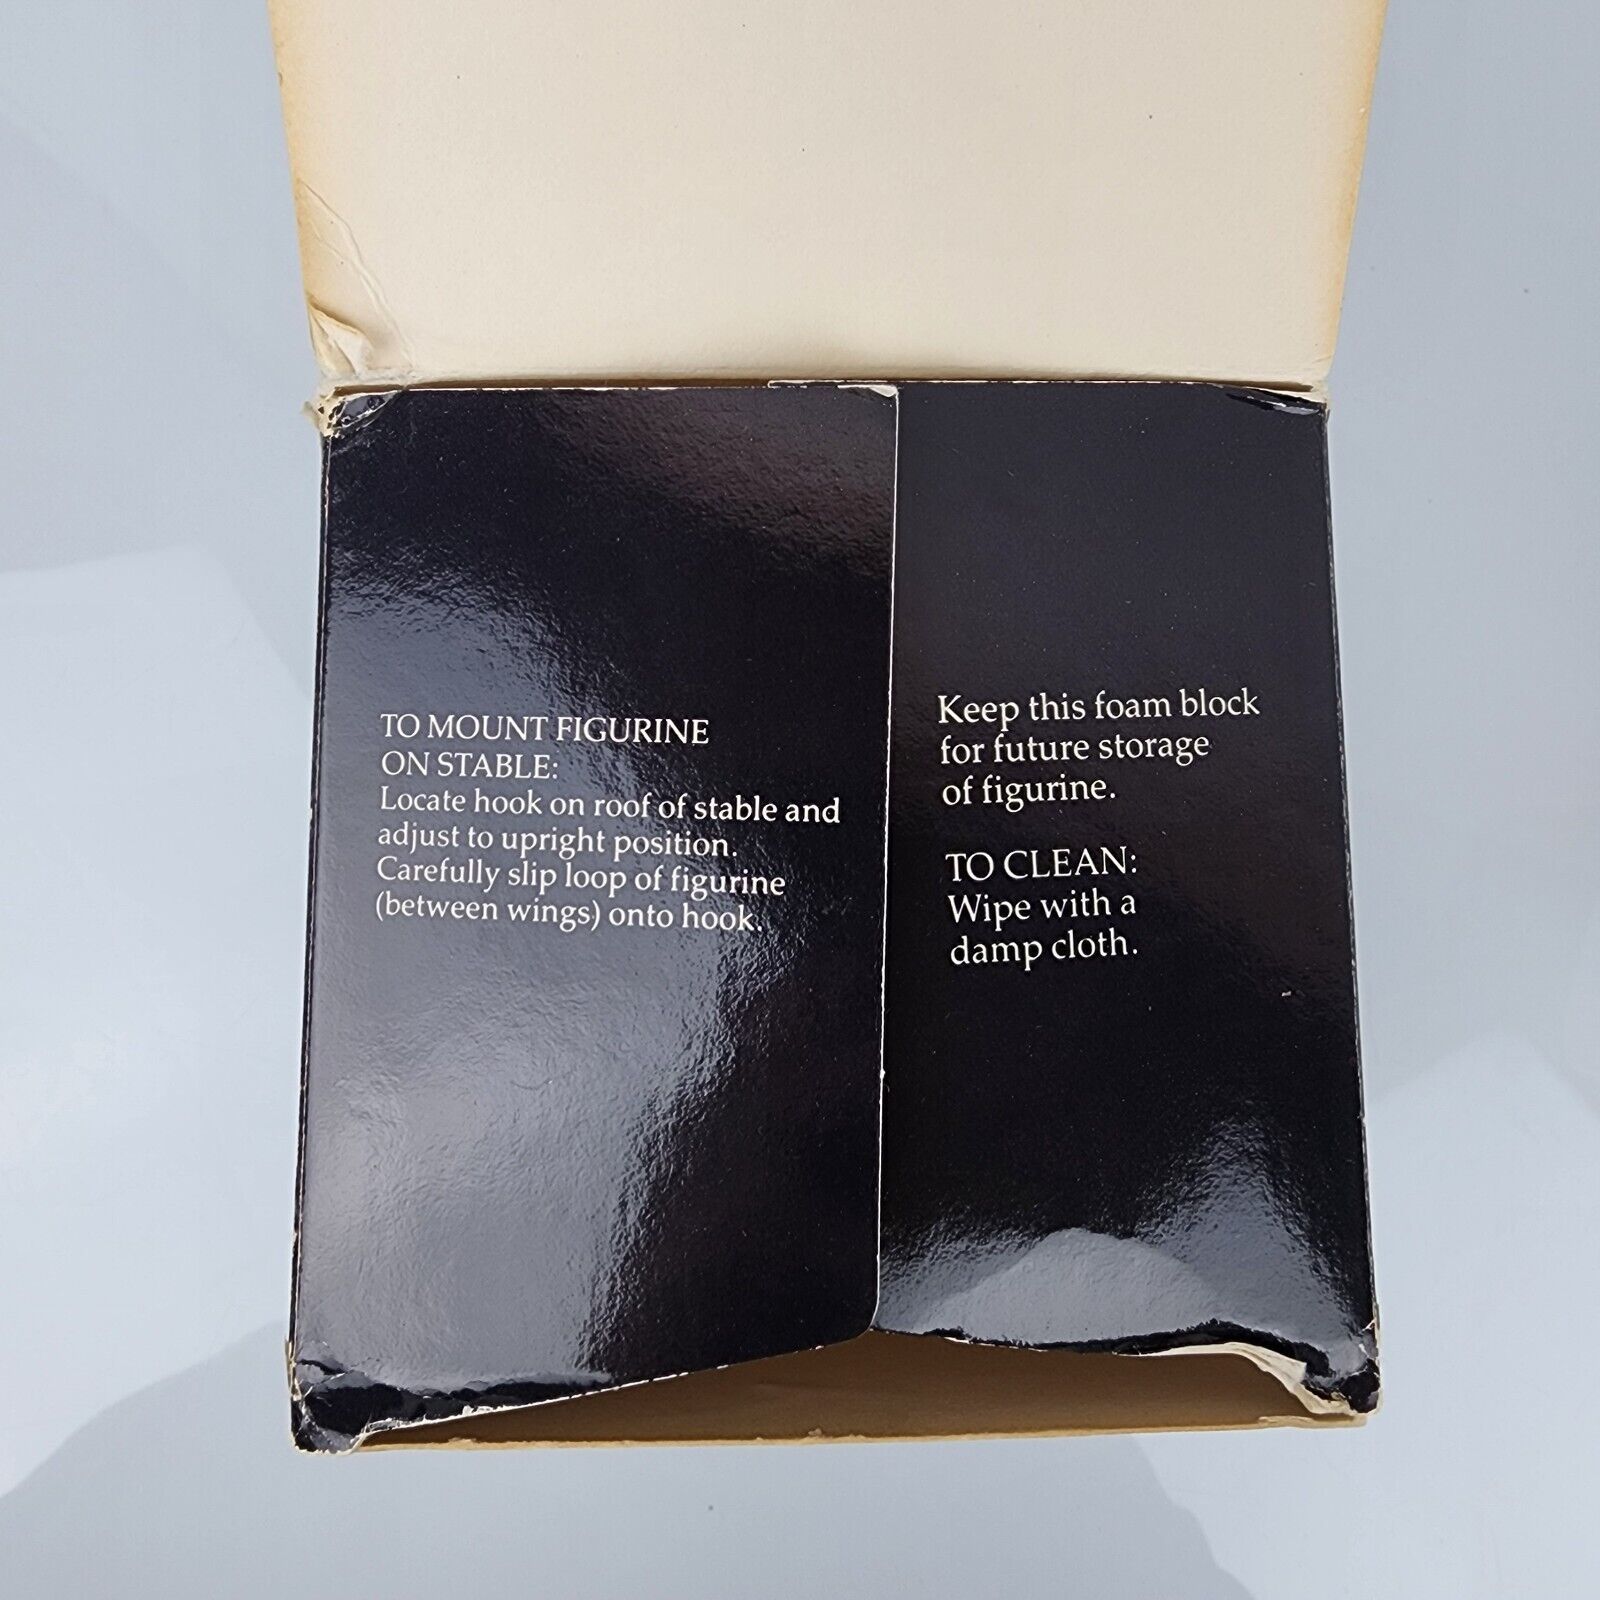 TO MOUNT FIGURINE
ON STABLE:
Locate hook on roof of stable and
adjust to upright position.
Carefully slip loop of figurine
(between wings) onto hook.
Keep this foam block
for future storage
of figurine.
TO CLEAN:
Wipe with a
damp cloth.